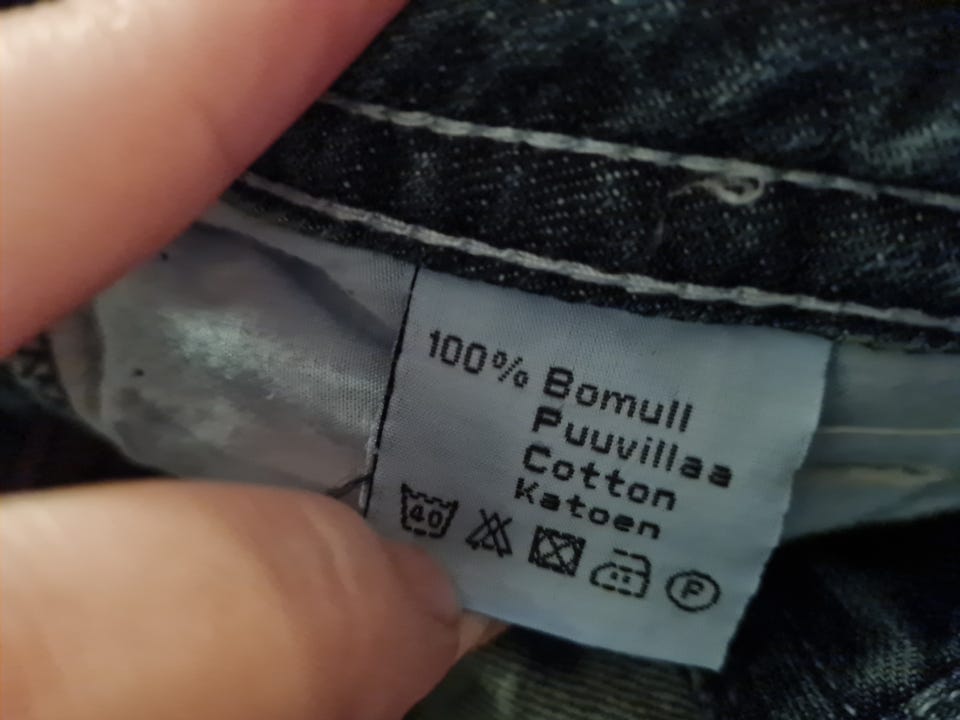 100% Bomull
Puuvillaa
Cotton
Katoen
40 P